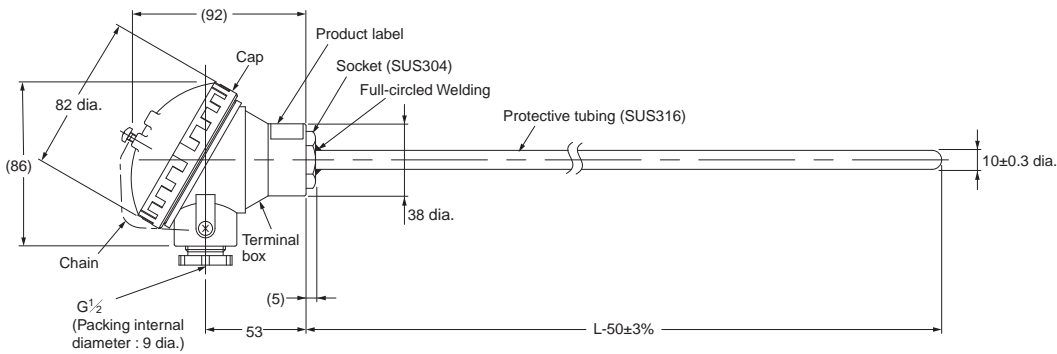 (92)
Product label
Cap
Socket (SUS304)
Full-circled Welding
82 dia.
Protective tubing (SUS316)
(86)
10±0.3 dia.
38 dia.
Terminal
box
Chain
G½
(Packing internal
diameter : 9 dia.)
(5)
53
L-50±3%